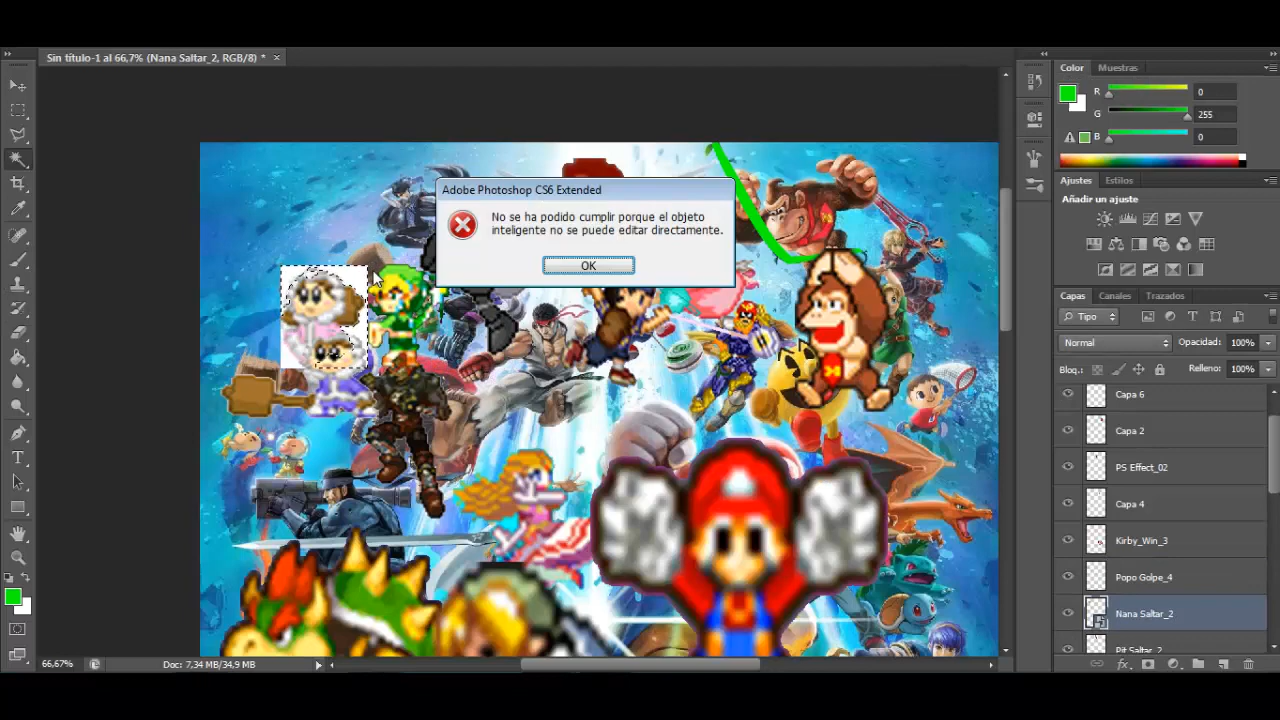 Sin título-1 al 66,7% (Nana Saltar_2, RGB/8) *
Color
Muestras
R
0
G
255
B
0
Ajustes
Estilos
Añadir un ajuste
Adobe Photoshop CS6 Extended
No se ha podido cumplir porque el objeto
inteligente no se puede editar directamente.
OK
Capas
Canales
Trazados
Tipo
Normal
Opacidad:
100%
Bloq.:
Relleno:
100%
Capa 6
Capa 2
PS Effect_02
Capa 4
Kirby_Win_3
Popo Golpe_4
Nana Saltar_2
Pit Saltar_2
66,67%
Doc: 7,34 MB/34,9 MB